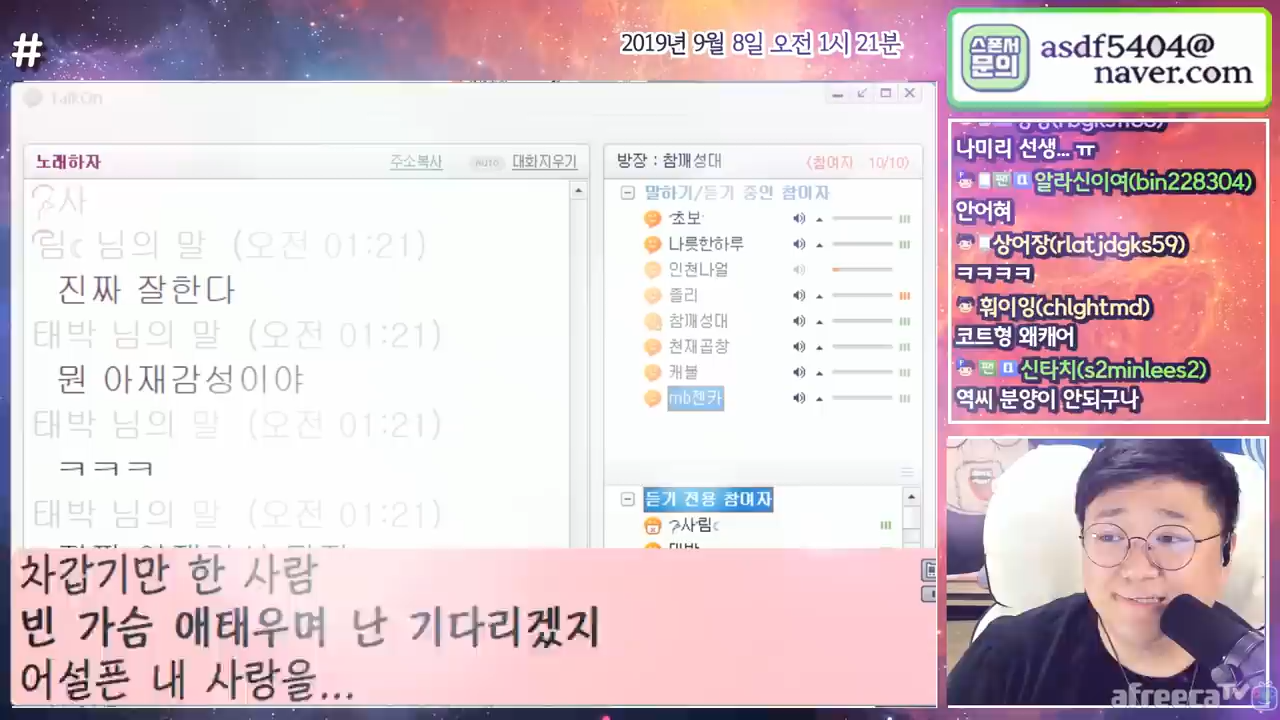 #
2019년 9월 8일 오전 1시 21분
스폰서
문의
asdf5404@
naver.com
TalkOn
노래하자
주소복사
AUTO
대화지우기
방장 : 참깨성대
(참여자 10/10)
말하기/듣기 중인 참여자
초보
나릇한하루
인천나얼
즐리
참깨성대
천재곱창
캐불
mb첸카
듣기 전용 참여자
사림
님의 말 (오전 01:21)
진짜 잘한다
태박 님의 말 (오전 01:21)
뭔 아재감성이야
태박 님의 말 (오전 01:21)
ㅋㅋㅋ
태박 님의 말 (오전 01:21)
차갑기만 한 사람
빈 가슴 애태우며 난 기다리겠지
어설픈 내 사랑을...
나미리 선생... ㅠ
알라신이여(bin228304)
안어혀
상어장(rlatjdgks59)
ㅋㅋㅋㅋ
훠이잉(chlghtmd)
코트형 왜캐어
신타치(s2minlees2)
역씨 분양이 안되구나
afreecaTV